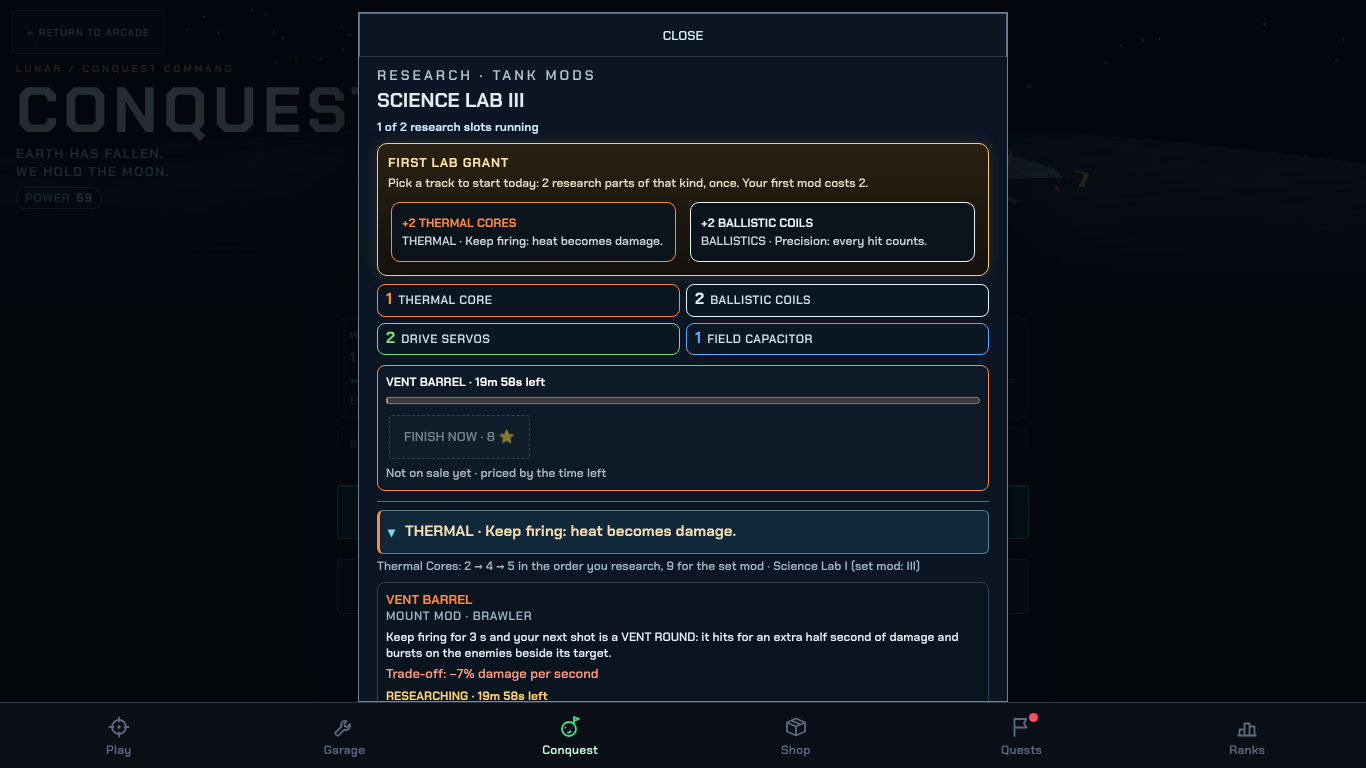 ← RETURN TO ARCADE
LUNAR / CONQUEST COMMAND
CONQUEST
EARTH HAS FALLEN.
WE HOLD THE MOON.
POWER 59
CLOSE
RESEARCH · TANK MODS
SCIENCE LAB III
1 of 2 research slots running
FIRST LAB GRANT
Pick a track to start today: 2 research parts of that kind, once. Your first mod costs 2.
+2 THERMAL CORES
THERMAL · Keep firing: heat becomes damage.
+2 BALLISTIC COILS
BALLISTICS · Precision: every hit counts.
1 THERMAL CORE
2 BALLISTIC COILS
2 DRIVE SERVOS
1 FIELD CAPACITOR
VENT BARREL · 19m 58s left
FINISH NOW · 8 ⭐
Not on sale yet · priced by the time left
▼ THERMAL · Keep firing: heat becomes damage.
Thermal Cores: 2 → 4 → 5 in the order you research, 9 for the set mod · Science Lab I (set mod: III)
VENT BARREL
MOUNT MOD · BRAWLER
Keep firing for 3 s and your next shot is a VENT ROUND: it hits for an extra half second of damage and
bursts on the enemies beside its target.
Trade-off: −7% damage per second
RESEARCHING · 19m 58s left
Play
Garage
Conquest
Shop
Quests
Ranks